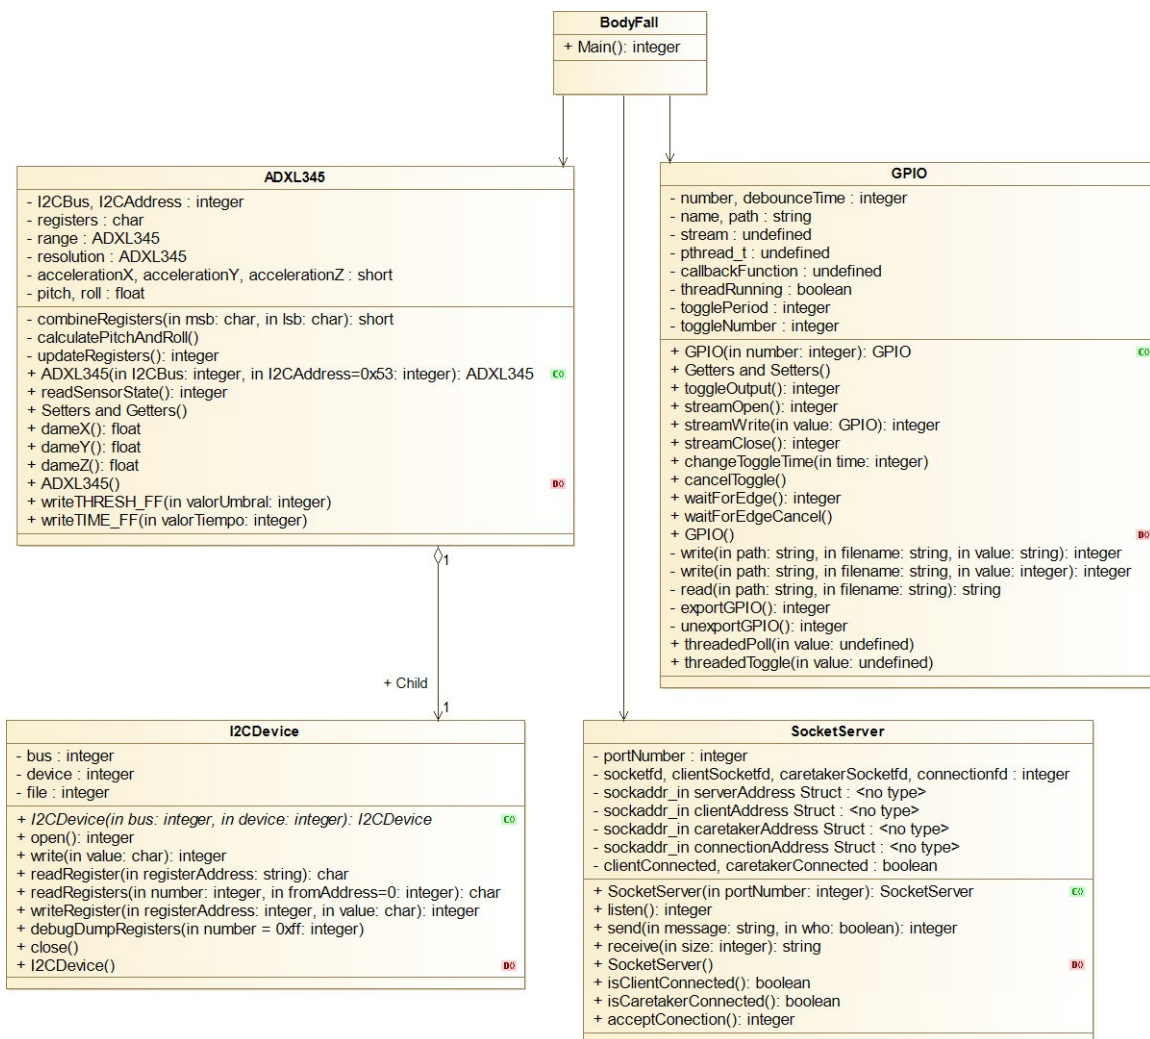 BodyFall
+ Main(): integer
ADXL345
- I2CBus, I2CAddress : integer
- registers : char
- range : ADXL345
- resolution : ADXL345
- accelerationX, accelerationY, accelerationZ : short
- pitch, roll : float
- combineRegisters(in msb: char, in lsb: char): short
- calculatePitchAndRoll()
- updateRegisters(): integer
+ ADXL345(in I2CBus: integer, in I2CAddress=0x53: integer): ADXL345 C()
+ readSensorState(): integer
+ Setters and Getters()
+ dameX(): float
+ dameY(): float
+ dameZ(): float
+ ADXL345() D()
+ writeTHRESH_FF(in valorUmbral: integer)
+ writeTIME_FF(in valorTiempo: integer)
GPIO
- number, debounceTime : integer
- name, path : string
- stream : undefined
- pthread_t : undefined
- callbackFunction : undefined
- threadRunning : boolean
- togglePeriod : integer
- toggleNumber : integer
+ GPIO(in number: integer): GPIO C()
+ Getters and Setters()
+ toggleOutput(): integer
+ streamOpen(): integer
+ streamWrite(in value: GPIO): integer
+ streamClose(): integer
+ changeToggleTime(in time: integer)
+ cancelToggle()
+ waitForEdge(): integer
+ waitForEdgeCancel()
+ GPIO() D()
- write(in path: string, in filename: string, in value: string): integer
- write(in path: string, in filename: string, in value: integer): integer
- read(in path: string, in filename: string): string
- exportGPIO(): integer
- unexportGPIO(): integer
+ threadedPoll(in value: undefined)
+ threadedToggle(in value: undefined)
1
+ Child
1
I2CDevice
- bus : integer
- device : integer
- file : integer
+ I2CDevice(in bus: integer, in device: integer): I2CDevice C()
+ open(): integer
+ write(in value: char): integer
+ readRegister(in registerAddress: string): char
+ readRegisters(in number: integer, in fromAddress=0: integer): char
+ writeRegister(in registerAddress: integer, in value: char): integer
+ debugDumpRegisters(in number = 0xff: integer)
+ close()
+ I2CDevice() D()
SocketServer
- portNumber : integer
- socketfd, clientSocketfd, caretakerSocketfd, connectionfd : integer
- sockaddr_in serverAddress Struct : <no type>
- sockaddr_in clientAddress Struct : <no type>
- sockaddr_in caretakerAddress Struct : <no type>
- sockaddr_in connectionAddress Struct : <no type>
- clientConnected, caretakerConnected : boolean
+ SocketServer(in portNumber: integer): SocketServer C()
+ listen(): integer
+ send(in message: string, in who: boolean): integer
+ receive(in size: integer): string
+ SocketServer() D()
+ isClientConnected(): boolean
+ isCaretakerConnected(): boolean
+ acceptConection(): integer